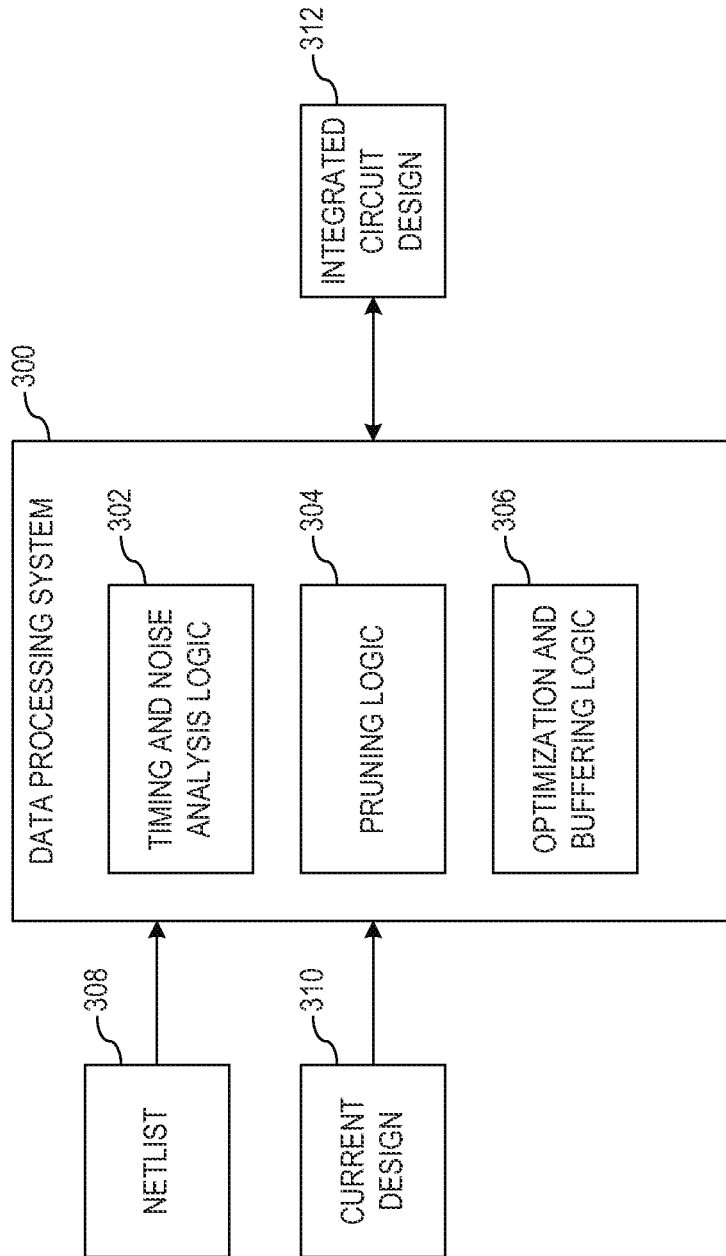 308
NETLIST
310
CURRENT
DESIGN
300
DATA PROCESSING SYSTEM
302
TIMING AND NOISE
ANALYSIS LOGIC
304
PRUNING LOGIC
306
OPTIMIZATION AND
BUFFERING LOGIC
312
INTEGRATED
CIRCUIT
DESIGN